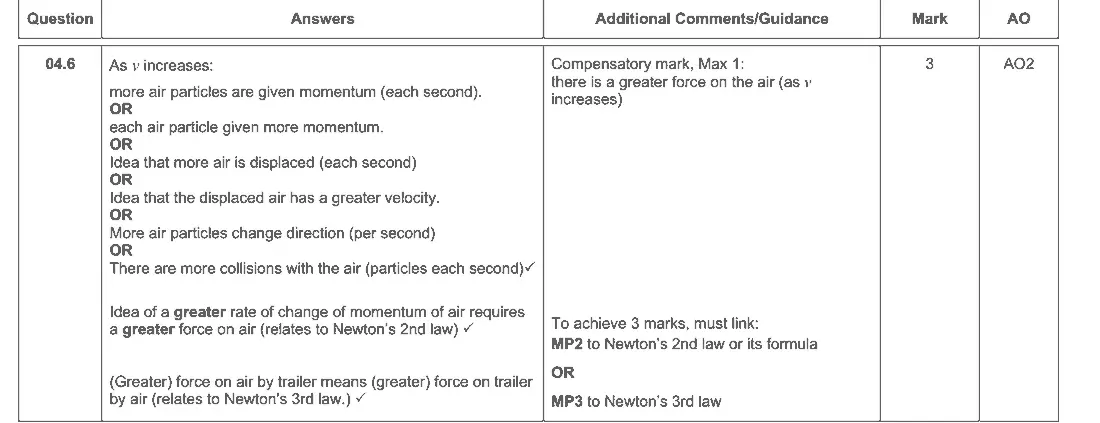 Question Answers Additional Comments/Guidance Mark AO
04.6 As v increases: Compensatory mark, Max 1: 3 AO2
there is a greater force on the air (as v
increases)
more air particles are given momentum (each second).
OR
each air particle given more momentum.
OR
Idea that more air is displaced (each second)
OR
Idea that the displaced air has a greater velocity.
OR
More air particles change direction (per second)
OR
There are more collisions with the air (particles each second)✓
Idea of a greater rate of change of momentum of air requires
a greater force on air (relates to Newton's 2nd law) ✓
To achieve 3 marks, must link:
MP2 to Newton's 2nd law or its formula
OR
MP3 to Newton's 3rd law
(Greater) force on air by trailer means (greater) force on trailer
by air (relates to Newton's 3rd law.) ✓